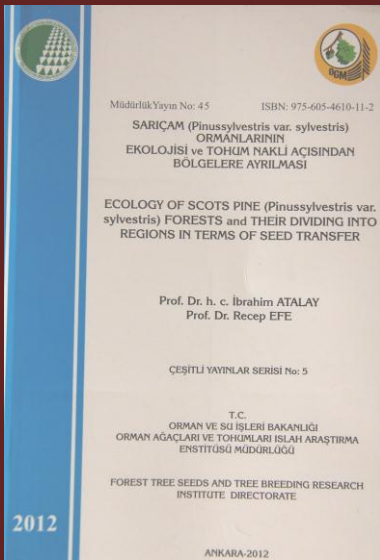 OGM
MüdürlükYayın No: 45 ISBN: 975-605-4610-11-2
SARIÇAM (Pinussylvestris var. sylvestris)
ORMANLARININ
EKOLOJİSİ ve TOHUM NAKLİ AÇISINDAN
BÖLGELERE AYRILMASI
ECOLOGY OF SCOTS PINE (Pinussylvestris var.
sylvestris) FORESTS and THEIR DIVIDING INTO
REGIONS IN TERMS OF SEED TRANSFER
Prof. Dr. h. c. İbrahim ATALAY
Prof. Dr. Recep EFE
ÇEŞİTLİ YAYINLAR SERİSİ No: 5
T.C.
ORMAN VE SU İŞLERİ BAKANLIĞI
ORMAN AĞAÇLARI VE TOHUMLARI ISLAH ARAŞTIRMA
ENSTİTÜSÜ MÜDÜRLÜĞÜ
FOREST TREE SEEDS AND TREE BREEDING RESEARCH
INSTITUTE DIRECTORATE
2012
ANKARA-2012